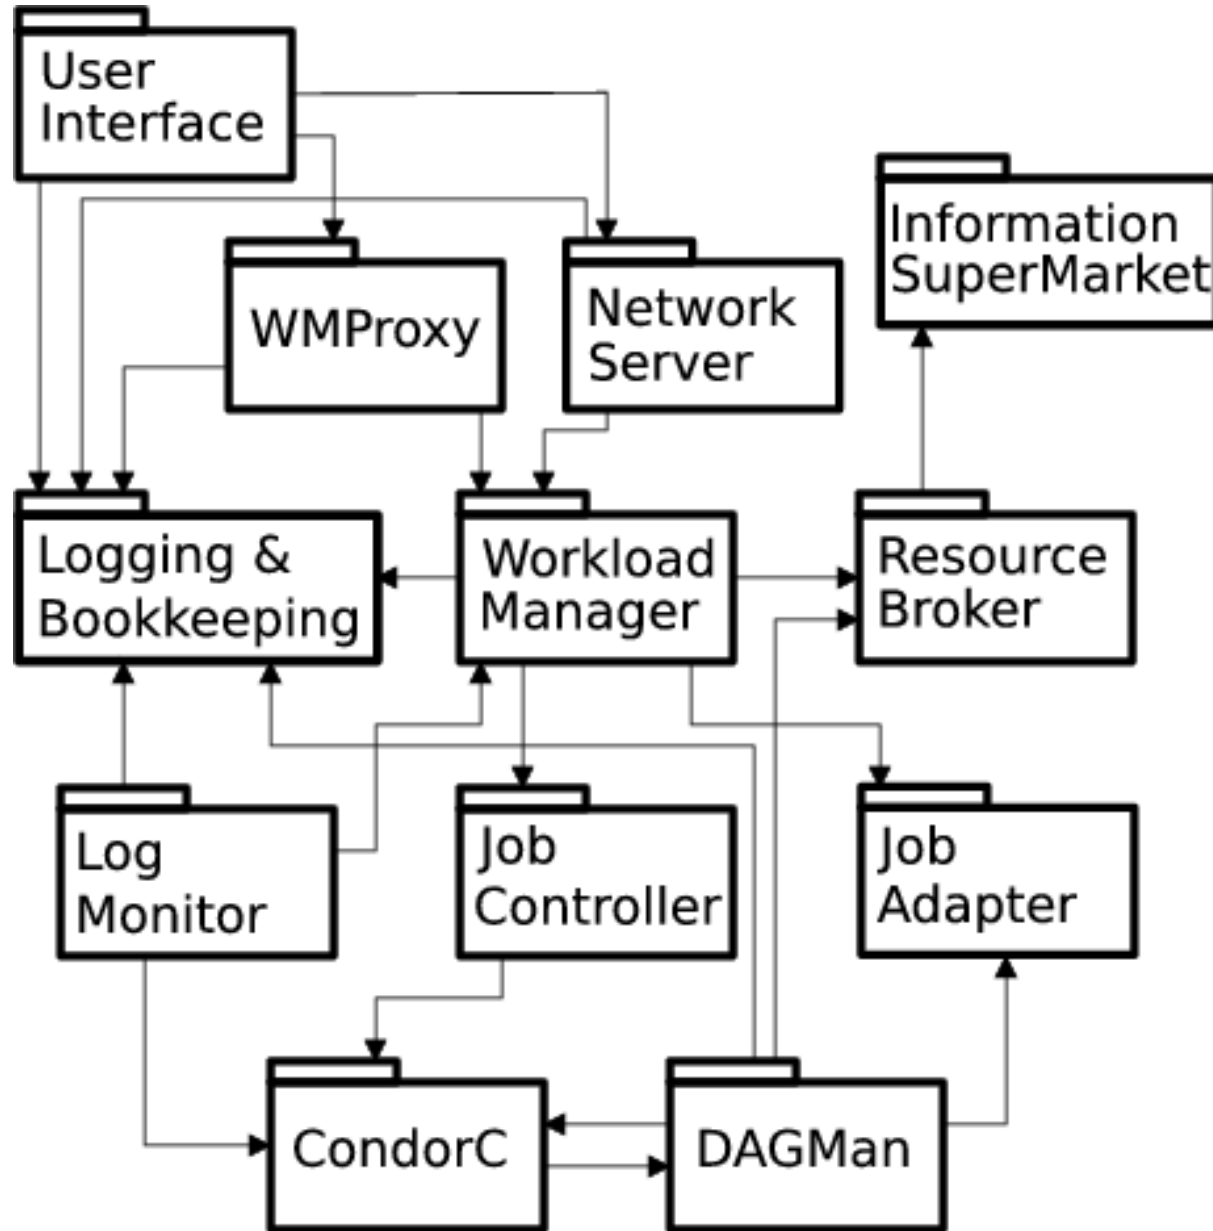 User
Interface
Information
SuperMarket
WMProxy
Network
Server
Logging &
Bookkeeping
Workload
Manager
Resource
Broker
Log
Monitor
Job
Controller
Job
Adapter
CondorC
DAGMan